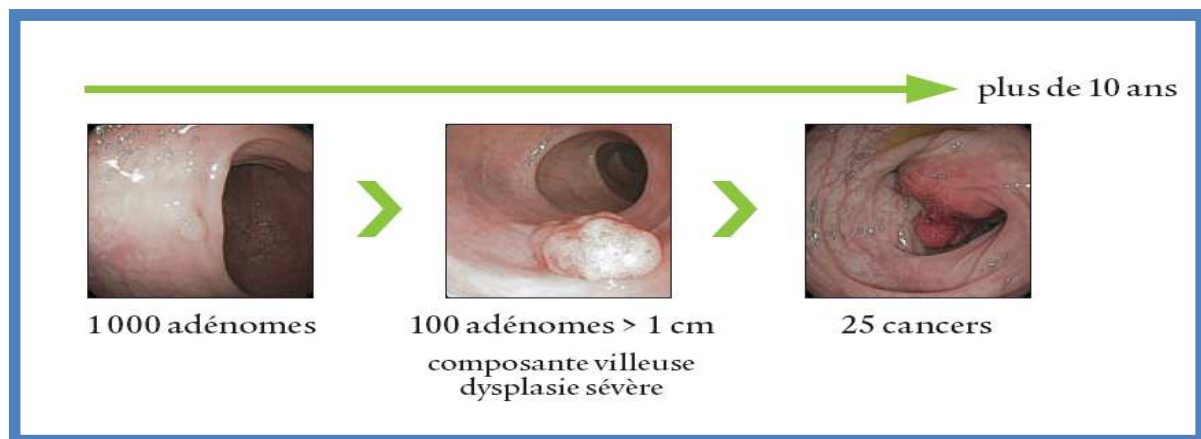 plus de 10 ans
1 000 adénomes
100 adénomes > 1 cm
composante villeuse
dysplasie sévère
25 cancers